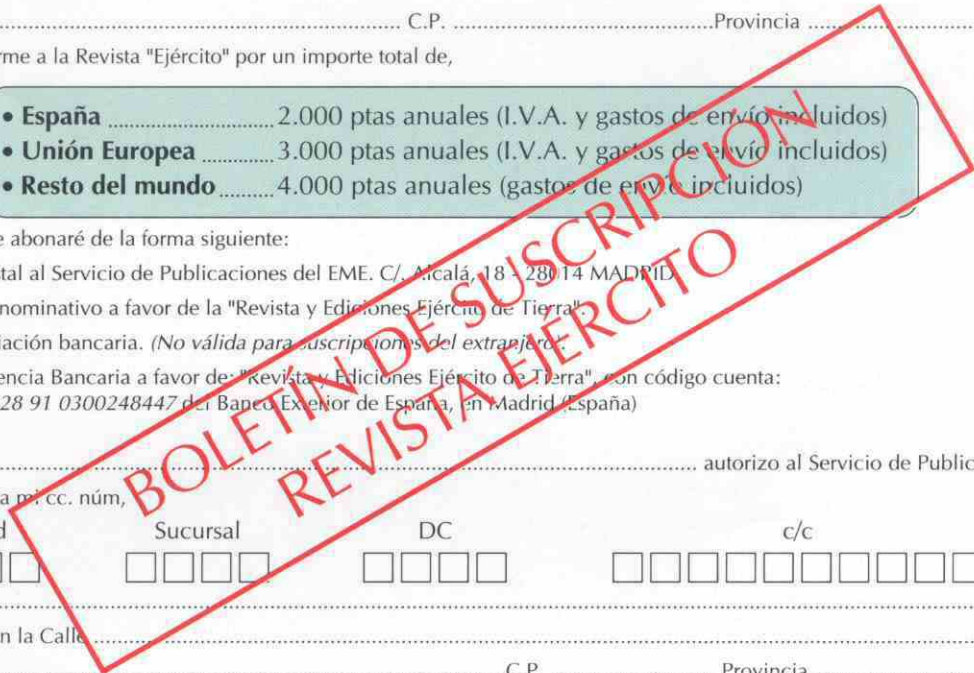 C.P. Provincia
rme a la Revista "Ejército" por un importe total de,
• España 2.000 ptas anuales (I.V.A. y gastos de envío incluidos)
• Unión Europea 3.000 ptas anuales (I.V.A. y gastos de envío incluidos)
• Resto del mundo 4.000 ptas anuales (gastos de envío incluidos)
e abonaré de la forma siguiente:
tal al Servicio de Publicaciones del EME. C/. Alcalá, 18 - 28014 MADRID.
nominativo a favor de la "Revista y Ediciones Ejército de Tierra".
iación bancaria. (No válida para suscripciones del extranjero).
encia Bancaria a favor de: "Revista y Ediciones Ejército de Tierra", con código cuenta:
28 91 0300248447 del Banco Exterior de España, en Madrid (España)
autorizo al Servicio de Public
a mi cc. núm,
d Sucursal DC c/c
n la Calle
C.P. Provincia
BOLETÍN DE SUSCRIPCIÓN
REVISTA EJÉRCITO